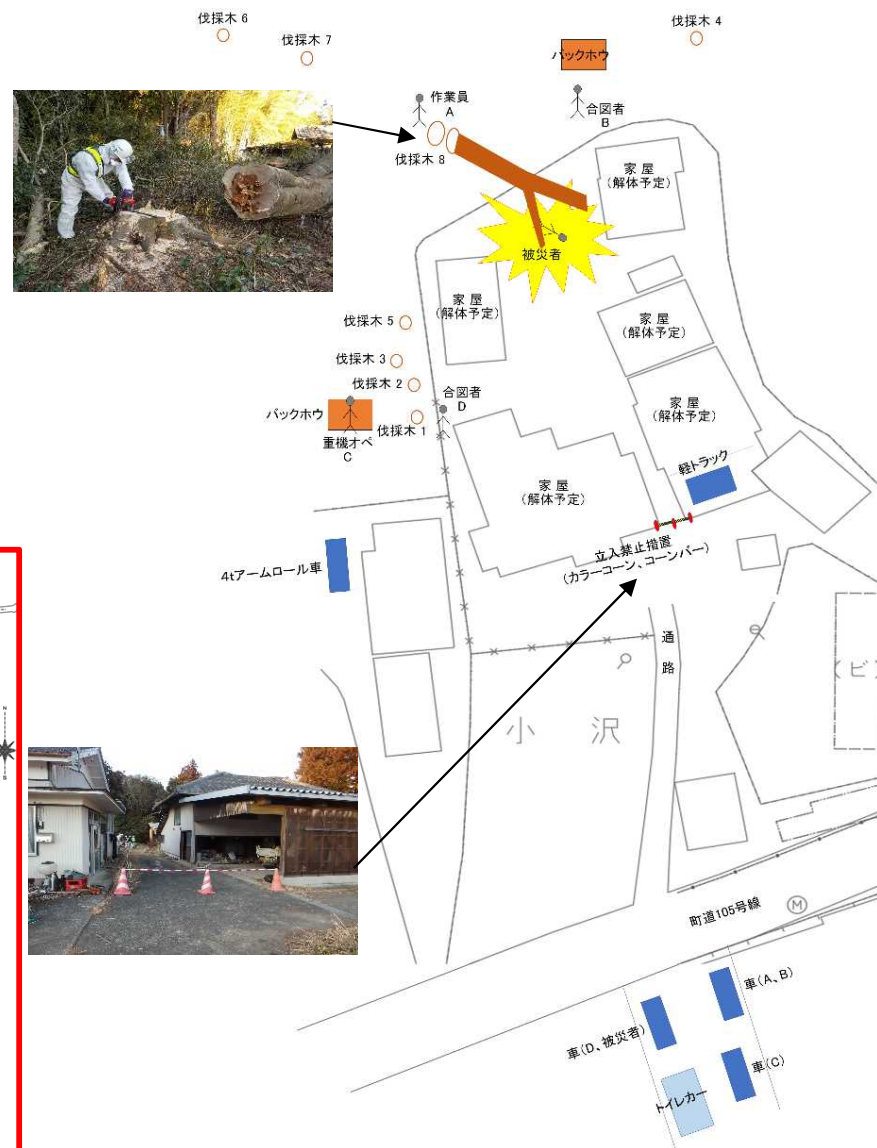 伐採木 6
伐採木 7
伐採木 4
バックホウ
作業員
A
合図者
B
伐採木 8
家屋
(解体予定)
被災者
家屋
(解体予定)
家屋
(解体予定)
伐採木 5
伐採木 3
伐採木 2
合図者
D
家屋
(解体予定)
バックホウ
伐採木 1
重機オペ
C
軽トラック
家屋
(解体予定)
立入禁止措置
(カラーコーン、コーンバー)
4tアームロール車
通
路
(ビ)
小 沢
N
S
町道105号線
M
車(A、B)
車(D、被災者)
車(C)
トイレカー